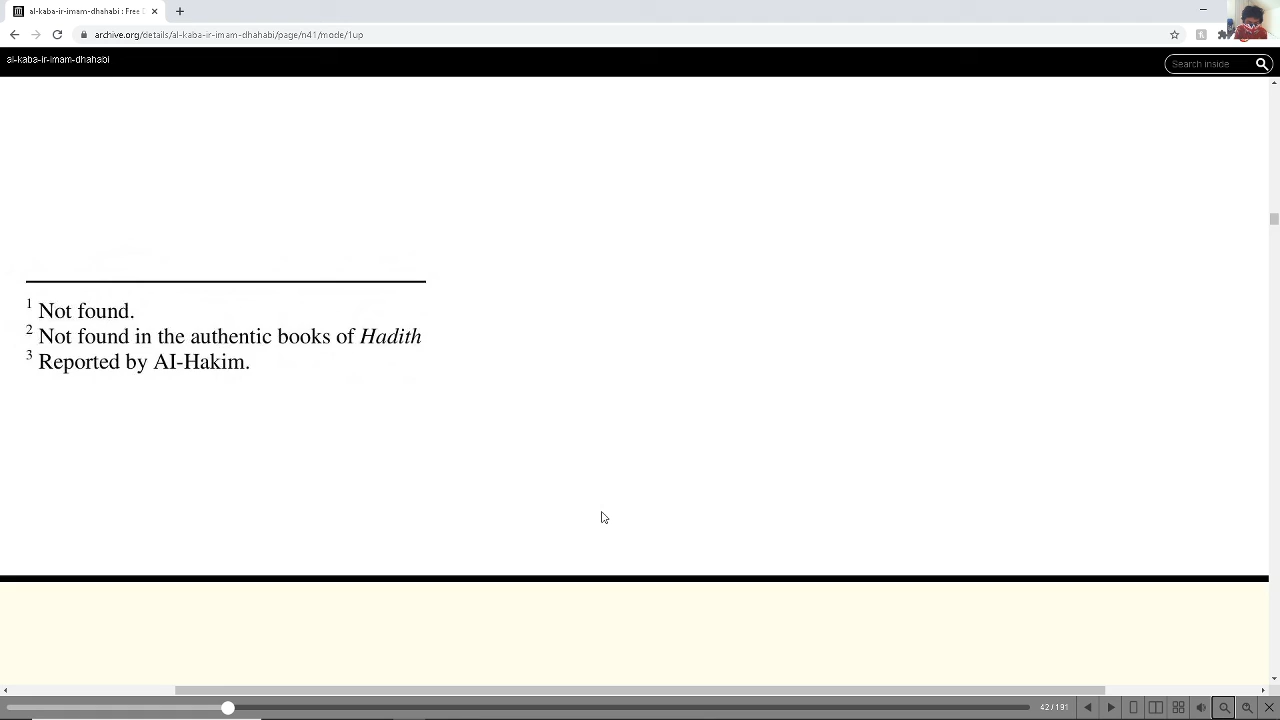 al-kaba-ir-imam-dhahabi : Free
archive.org/details/al-kaba-ir-imam-dhahabi/page/n41/mode/1up
al-kaba-ir-imam-dhahabi
Search inside
1 Not found.
2 Not found in the authentic books of Hadith
3 Reported by AI-Hakim.
42 / 191